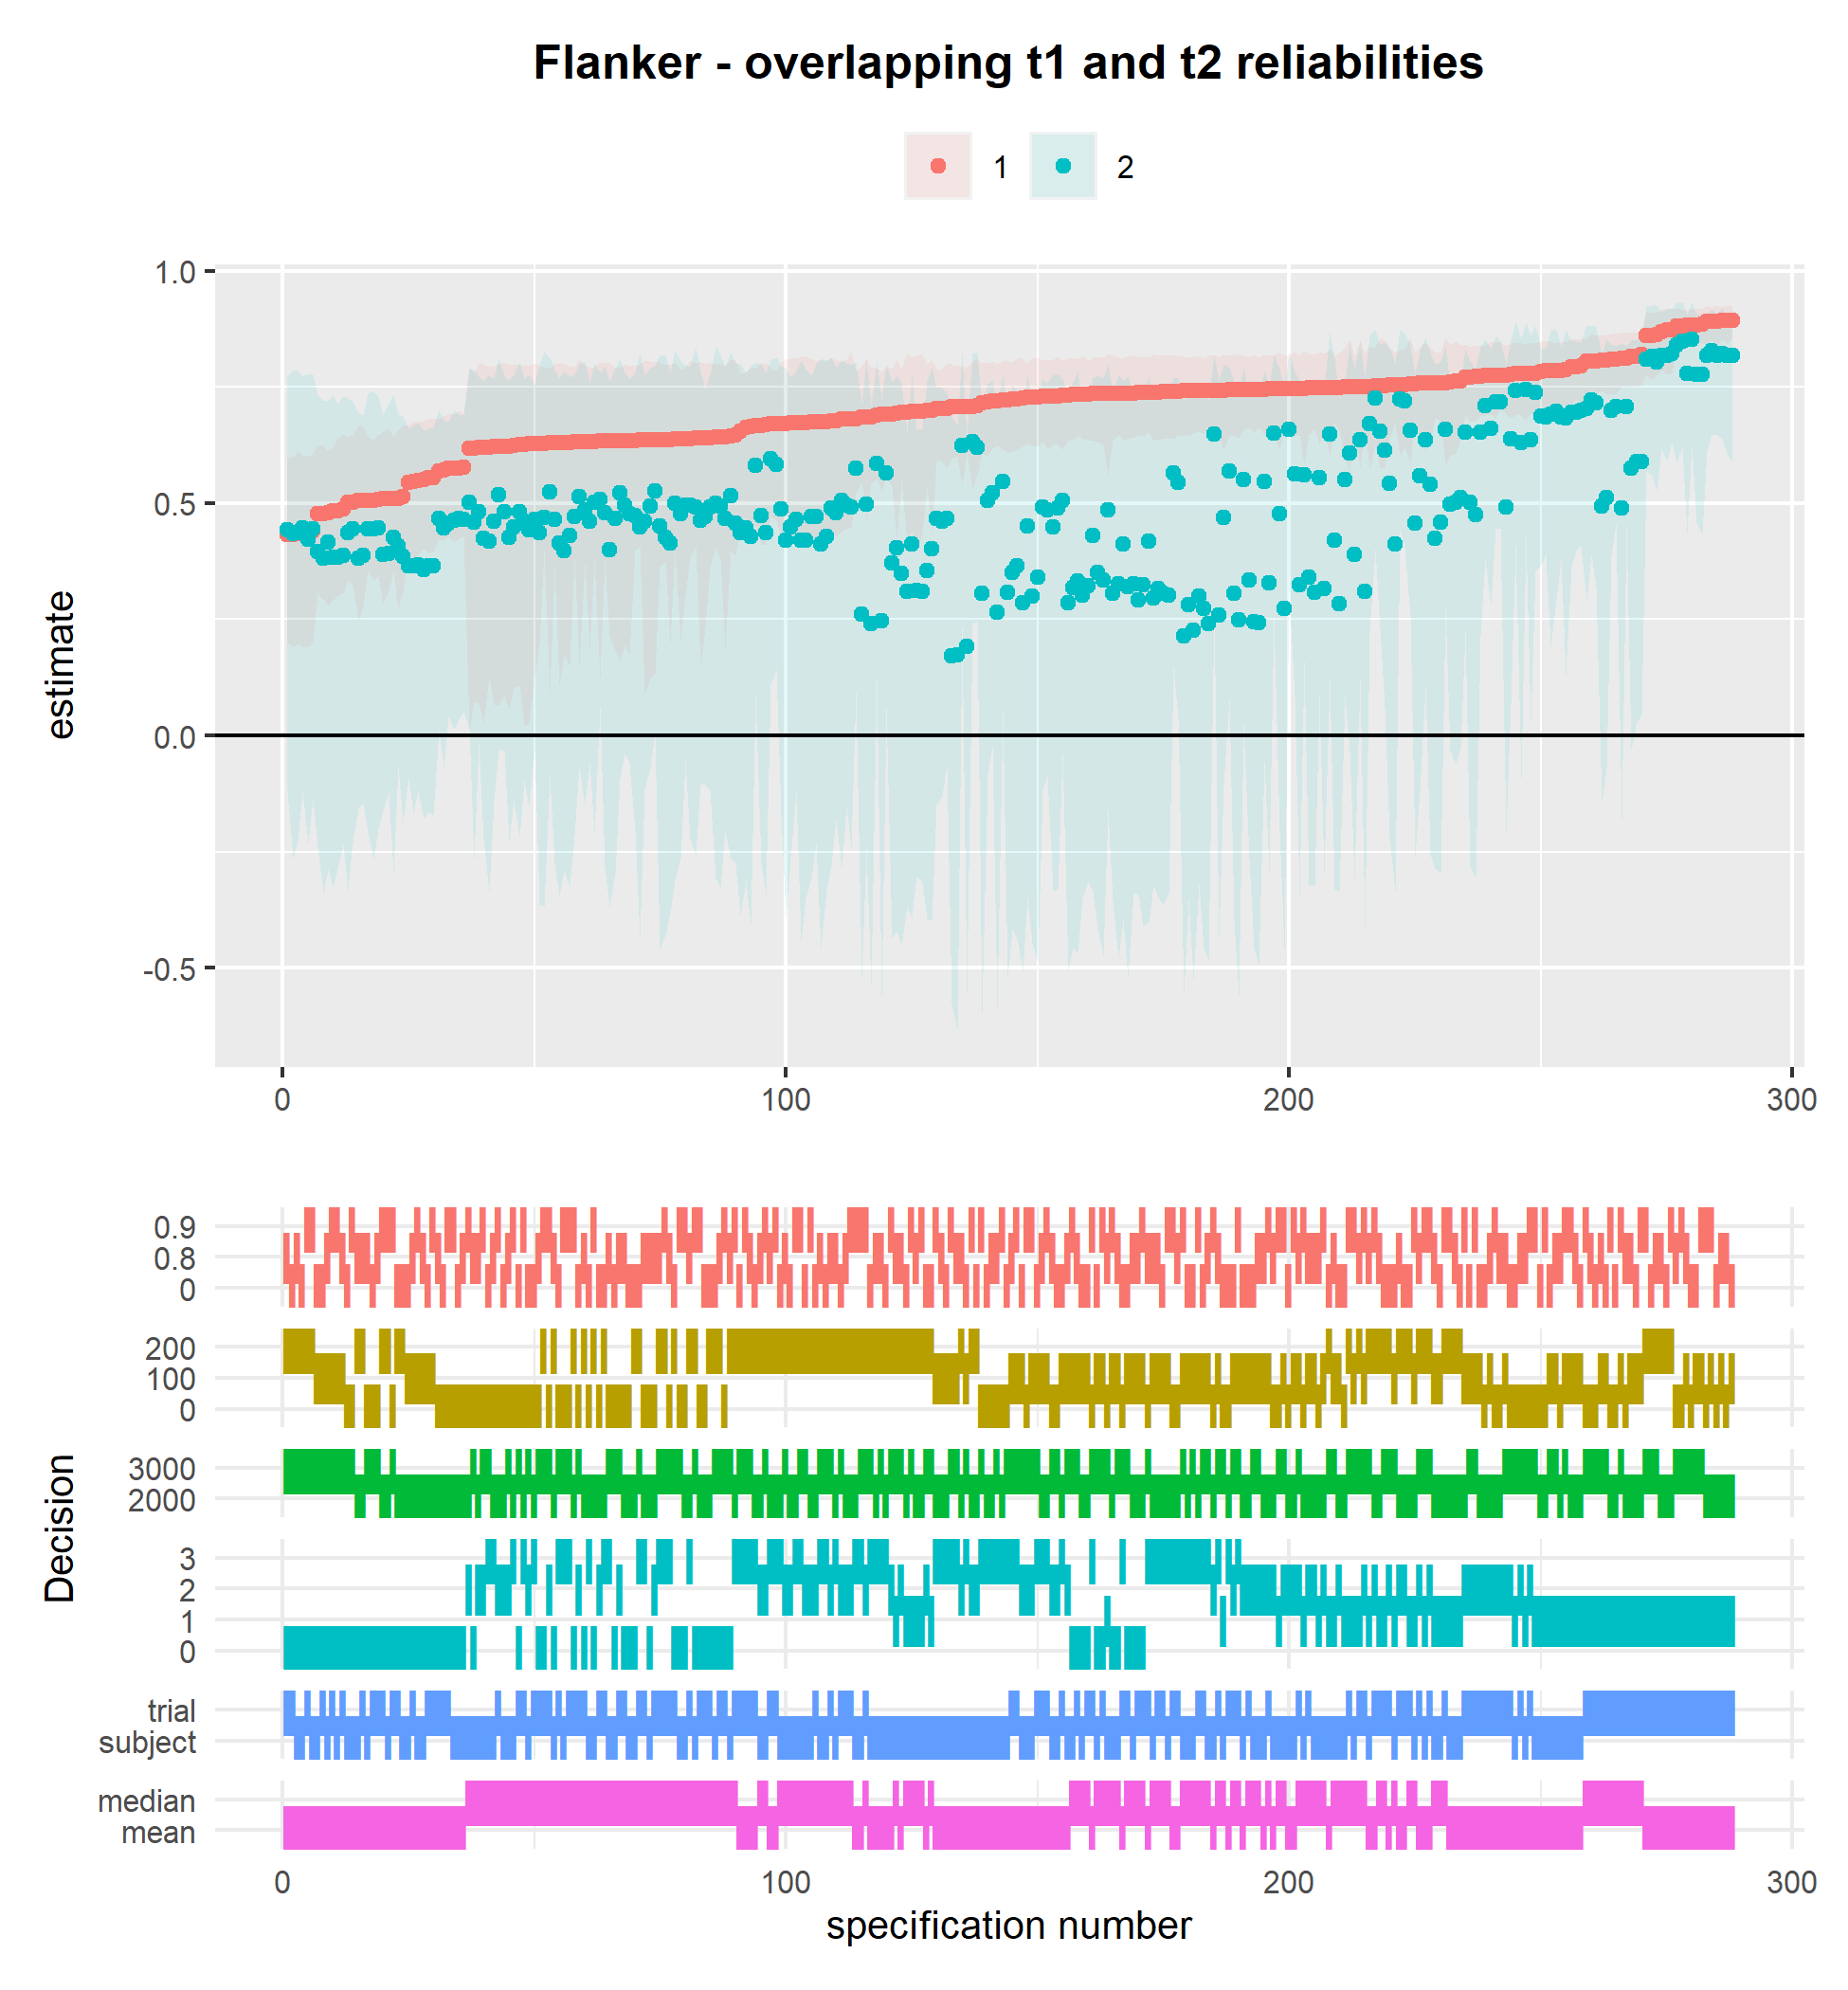 Flanker - overlapping t1 and t2 reliabilities
1 2
1.0
0.5
0.0
-0.5
estimate
0 100 200 300
0.9
0.8
0
200
100
0
3000
2000
3
2
1
0
trial
subject
median
mean
Decision
0 100 200 300
specification number